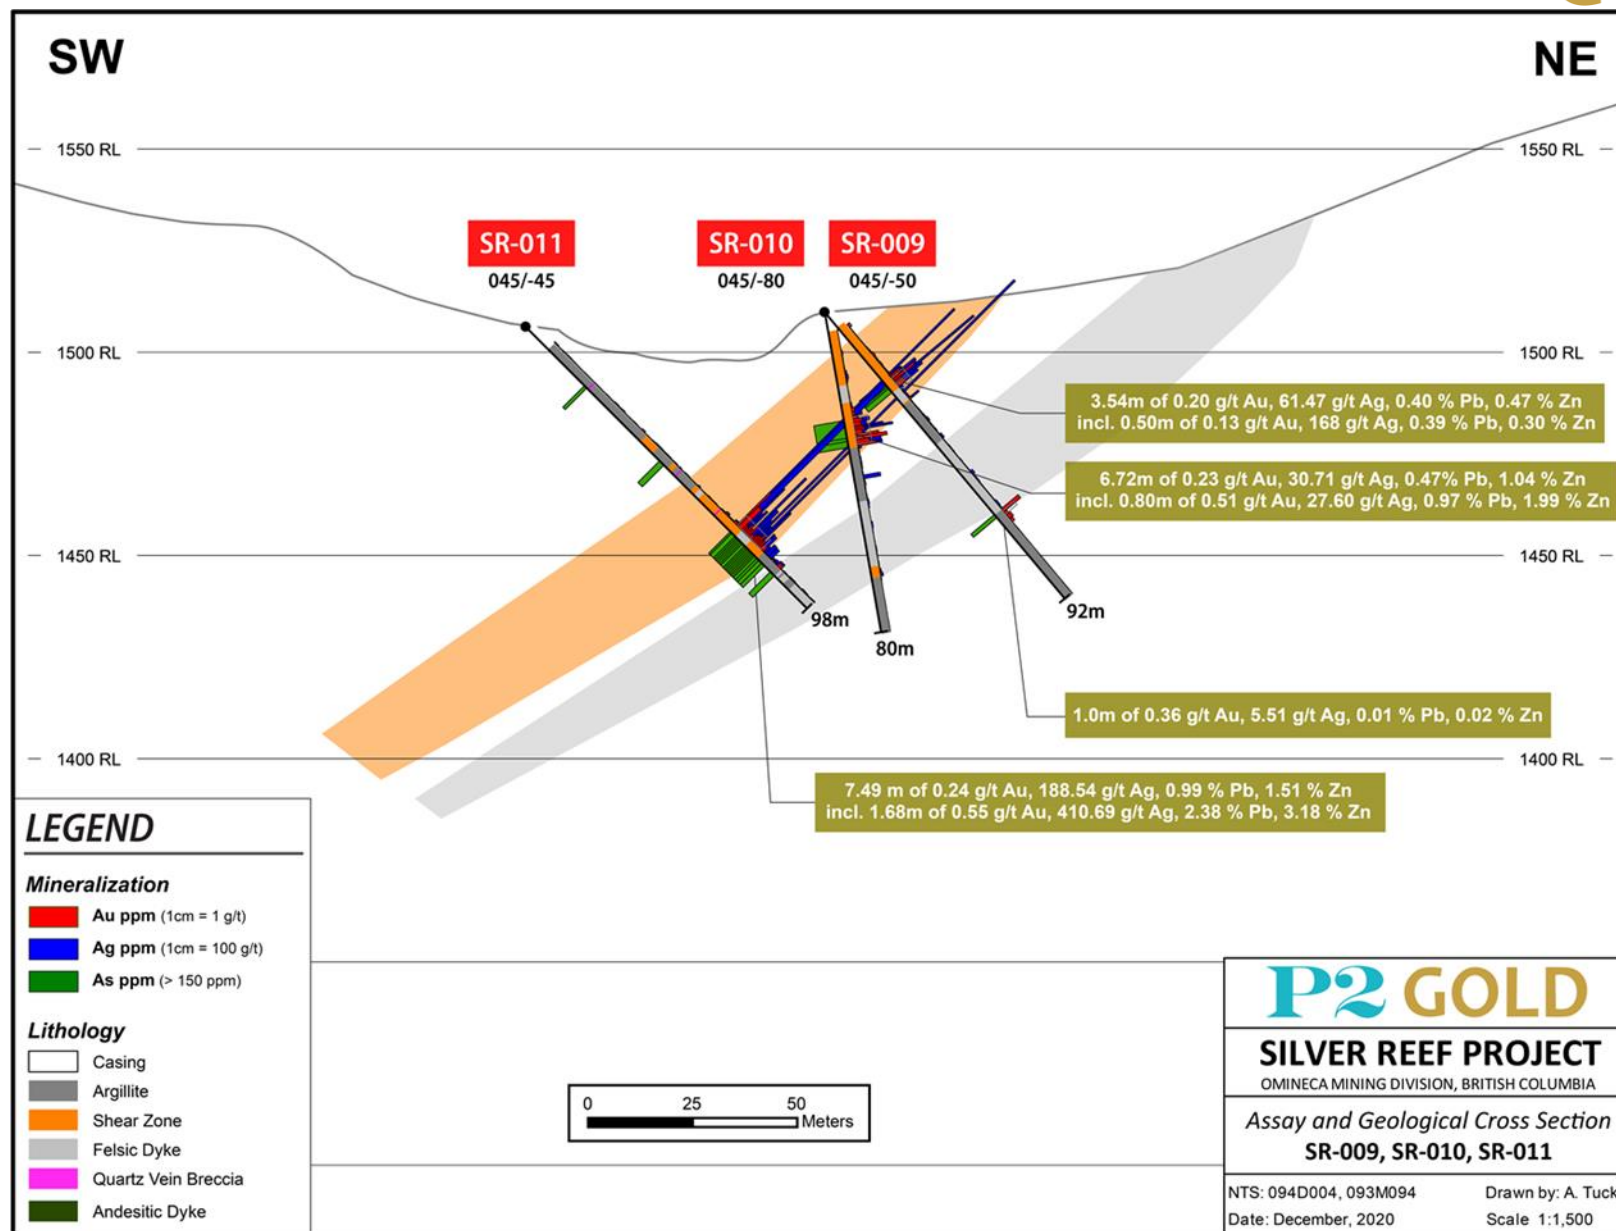 SW
NE
1550 RL
1550 RL
SR-011
045/-45
SR-010
045/-80
SR-009
045/-50
1500 RL
1500 RL
3.54m of 0.20 g/t Au, 61.47 g/t Ag, 0.40 % Pb, 0.47 % Zn
incl. 0.50m of 0.13 g/t Au, 168 g/t Ag, 0.39 % Pb, 0.30 % Zn
6.72m of 0.23 g/t Au, 30.71 g/t Ag, 0.47% Pb, 1.04 % Zn
incl. 0.80m of 0.51 g/t Au, 27.60 g/t Ag, 0.97 % Pb, 1.99 % Zn
1450 RL
1450 RL
98m
80m
92m
1.0m of 0.36 g/t Au, 5.51 g/t Ag, 0.01 % Pb, 0.02 % Zn
1400 RL
1400 RL
7.49 m of 0.24 g/t Au, 188.54 g/t Ag, 0.99 % Pb, 1.51 % Zn
incl. 1.68m of 0.55 g/t Au, 410.69 g/t Ag, 2.38 % Pb, 3.18 % Zn
LEGEND
Mineralization
Au ppm (1cm = 1 g/t)
Ag ppm (1cm = 100 g/t)
As ppm (> 150 ppm)
Lithology
Casing
Argillite
Shear Zone
Felsic Dyke
Quartz Vein Breccia
Andesitic Dyke
0 25 50
Meters
P2 GOLD
SILVER REEF PROJECT
OMINECA MINING DIVISION, BRITISH COLUMBIA
Assay and Geological Cross Section
SR-009, SR-010, SR-011
NTS: 094D004, 093M094
Drawn by: A. Tuck
Date: December, 2020
Scale 1:1,500